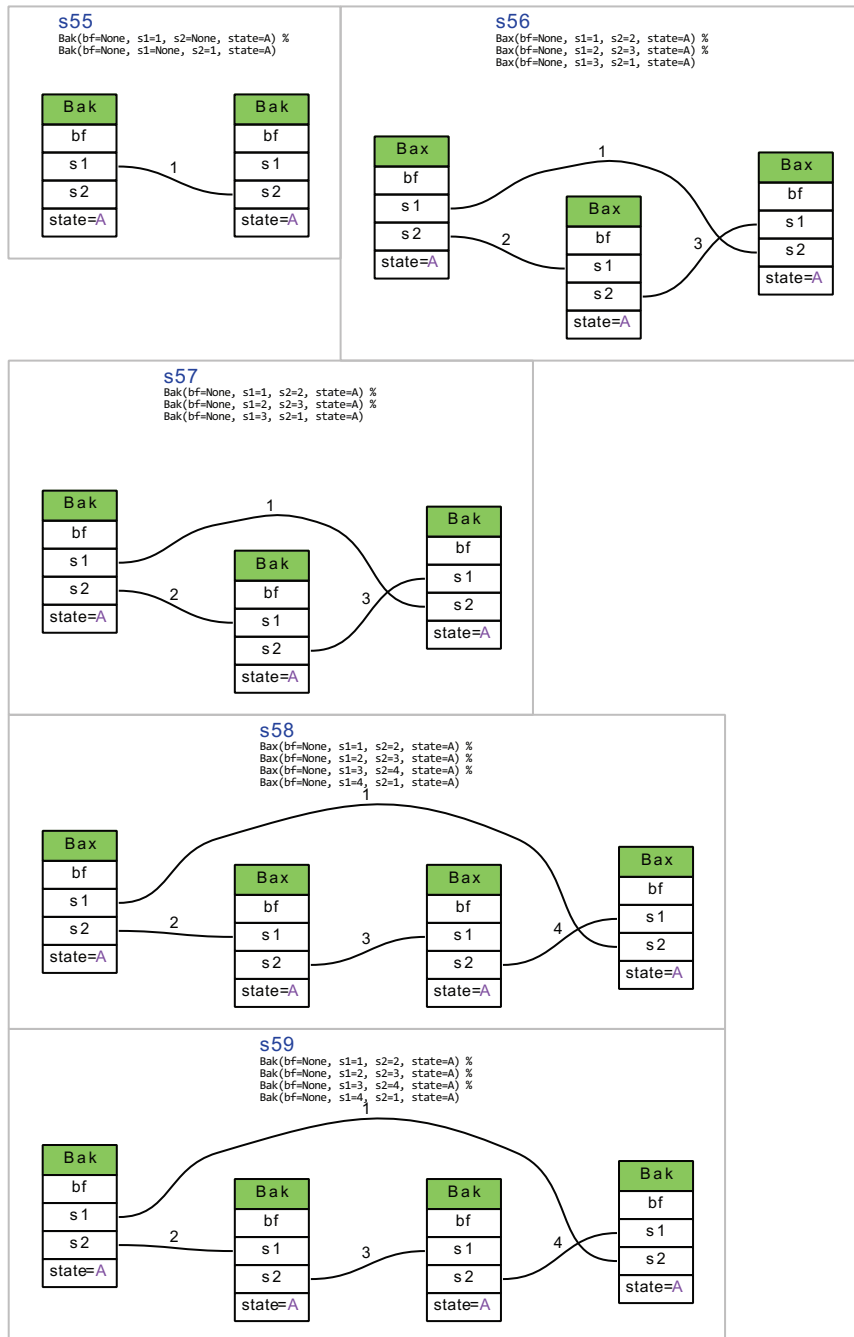 s55
Bak(bf=None, s1=1, s2=None, state=A) %
Bak(bf=None, s1=None, s2=1, state=A)
Bak
bf
s1
s2
state=A
1
Bak
bf
s1
s2
state=A
s56
Bax(bf=None, s1=1, s2=2, state=A) %
Bax(bf=None, s1=2, s2=3, state=A) %
Bax(bf=None, s1=3, s2=1, state=A)
Bax
bf
s1
s2
state=A
1
2
Bax
bf
s1
s2
state=A
3
Bax
bf
s1
s2
state=A
s57
Bak(bf=None, s1=1, s2=2, state=A) %
Bak(bf=None, s1=2, s2=3, state=A) %
Bak(bf=None, s1=3, s2=1, state=A)
Bak
bf
s1
s2
state=A
1
2
Bak
bf
s1
s2
state=A
3
Bak
bf
s1
s2
state=A
s58
Bax(bf=None, s1=1, s2=2, state=A) %
Bax(bf=None, s1=2, s2=3, state=A) %
Bax(bf=None, s1=3, s2=4, state=A) %
Bax(bf=None, s1=4, s2=1, state=A)
1
Bax
bf
s1
s2
state=A
2
Bax
bf
s1
s2
state=A
3
Bax
bf
s1
s2
state=A
4
Bax
bf
s1
s2
state=A
s59
Bak(bf=None, s1=1, s2=2, state=A) %
Bak(bf=None, s1=2, s2=3, state=A) %
Bak(bf=None, s1=3, s2=4, state=A) %
Bak(bf=None, s1=4, s2=1, state=A)
1
Bak
bf
s1
s2
state=A
2
Bak
bf
s1
s2
state=A
3
Bak
bf
s1
s2
state=A
4
Bak
bf
s1
s2
state=A